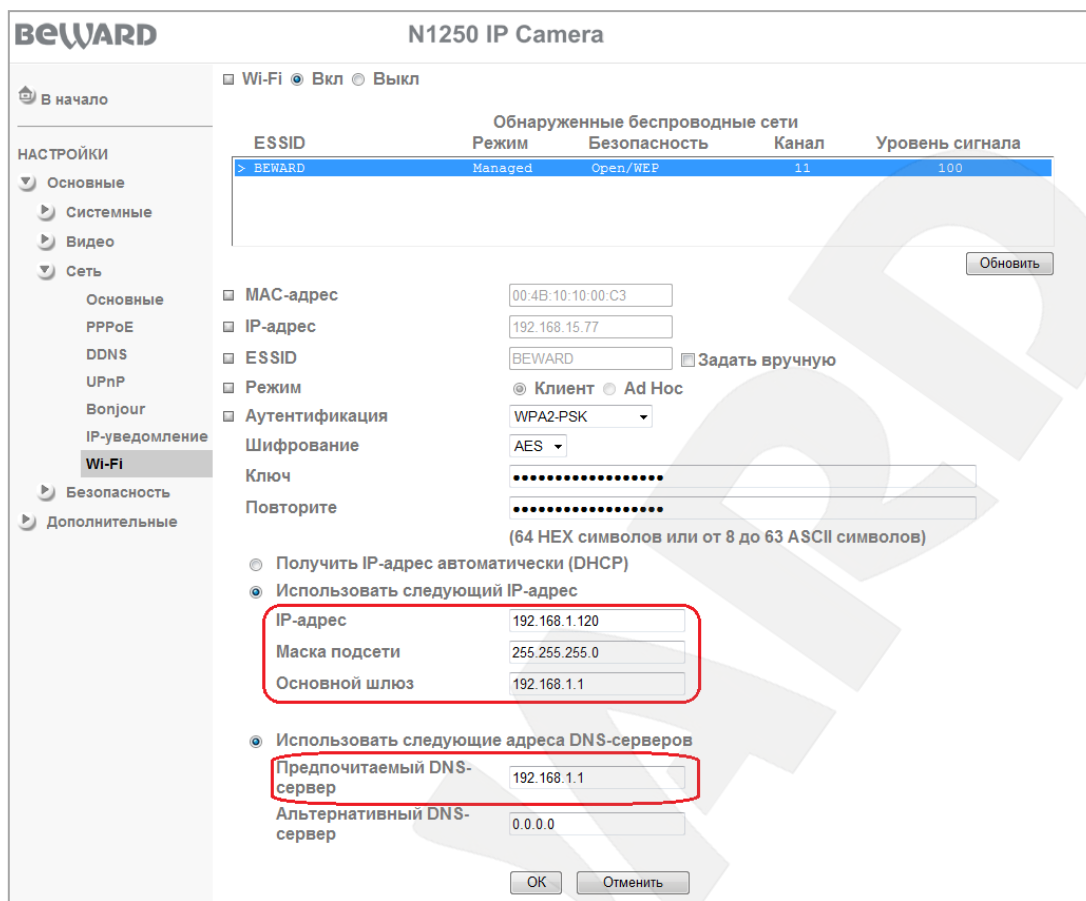 BEWARD
N1250 IP Camera
В начало
НАСТРОЙКИ
Основные
Системные
Видео
Сеть
Основные
PPPoE
DDNS
UPnP
Bonjour
IP-уведомление
Wi-Fi
Безопасность
Дополнительные
Wi-Fi Вкл Выкл
Обнаруженные беспроводные сети
ESSID Режим Безопасность Канал Уровень сигнала
> BEWARD Managed Open/WEP 11 100
Обновить
MAC-адрес 00:4B:10:10:00:C3
IP-адрес 192.168.15.77
ESSID BEWARD Задать вручную
Режим Клиент Ad Hoc
Аутентификация WPA2-PSK
Шифрование AES
Ключ ••••••••••••••••••
Повторите ••••••••••••••••••
(64 HEX символов или от 8 до 63 ASCII символов)
Получить IP-адрес автоматически (DHCP)
Использовать следующий IP-адрес
IP-адрес 192.168.1.120
Маска подсети 255.255.255.0
Основной шлюз 192.168.1.1
Использовать следующие адреса DNS-серверов
Предпочитаемый DNS-
сервер 192.168.1.1
Альтернативный DNS-
сервер 0.0.0.0
OK Отменить